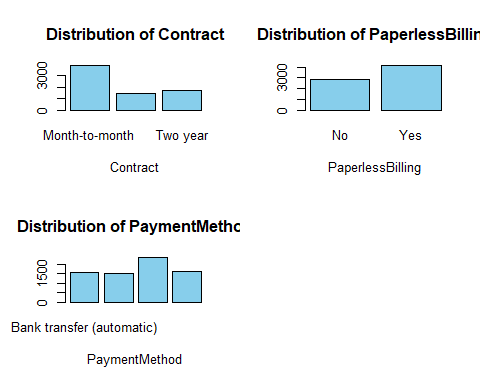 Distribution of Contract
3000
0
Month-to-month Two year
Contract
Distribution of PaperlessBillin
3000
0
No Yes
PaperlessBilling
Distribution of PaymentMetho
1500
0
Bank transfer (automatic)
PaymentMethod